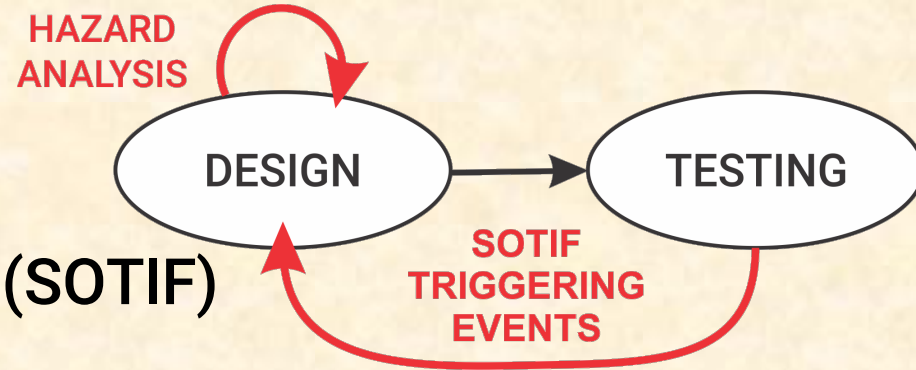 HAZARD
ANALYSIS
DESIGN
TESTING
(SOTIF)
SOTIF
TRIGGERING
EVENTS